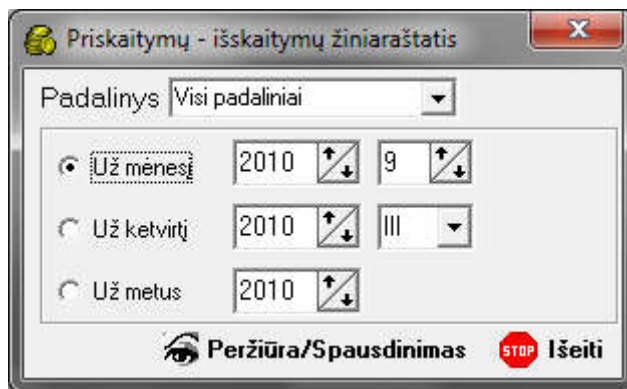 Priskaitymų - išskaitymų žiniaraštatis
Padalinys Visi padaliniai
Už mėnesį 2010 9
Už ketvirtį 2010 III
Už metus 2010
Peržiūra/Spausdinimas STOP Išeiti